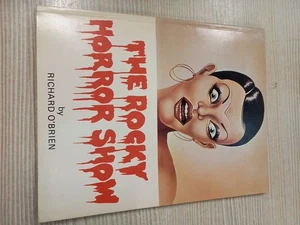 THE ROCKY
HORROR SHOW
by
RICHARD O'BRIEN